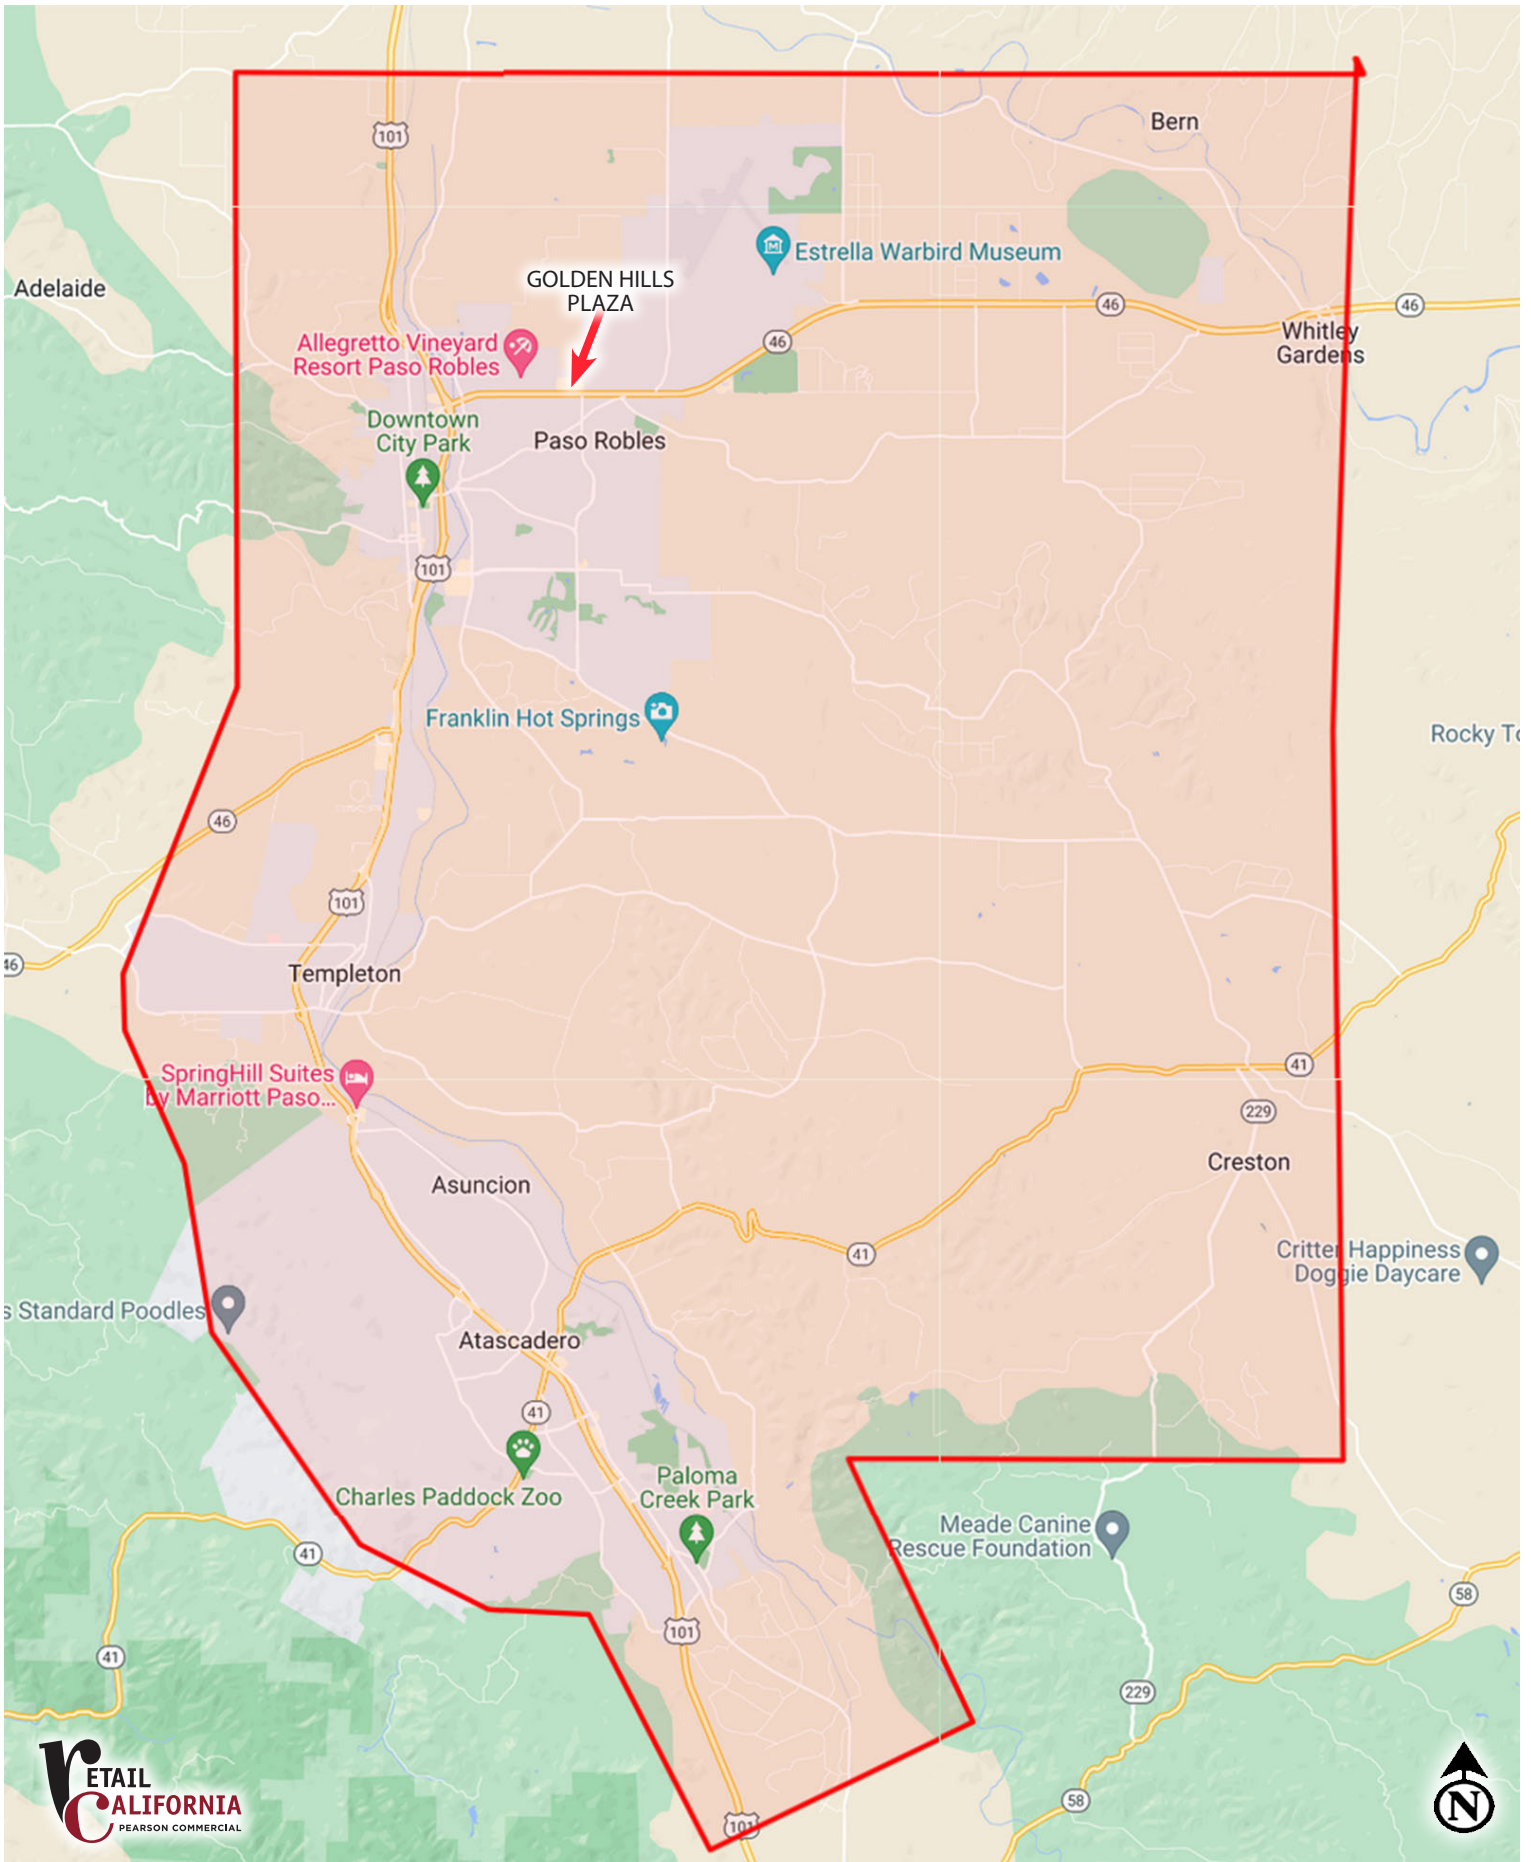 101
Bern
Estrella Warbird Museum
Adelaide
GOLDEN HILLS
PLAZA
46
46
46
Whitley
Gardens
Allegretto Vineyard
Resort Paso Robles
Downtown
City Park
Paso Robles
101
Franklin Hot Springs
Rocky To
46
101
46
Templeton
SpringHill Suites
by Marriott Paso...
41
229
Creston
Asuncion
41
Critter Happiness
Doggie Daycare
s Standard Poodles
Atascadero
41
Charles Paddock Zoo
Paloma
Creek Park
Meade Canine
Rescue Foundation
41
58
101
41
229
58
101
rETAIL
CALIFORNIA
PEARSON COMMERCIAL
N